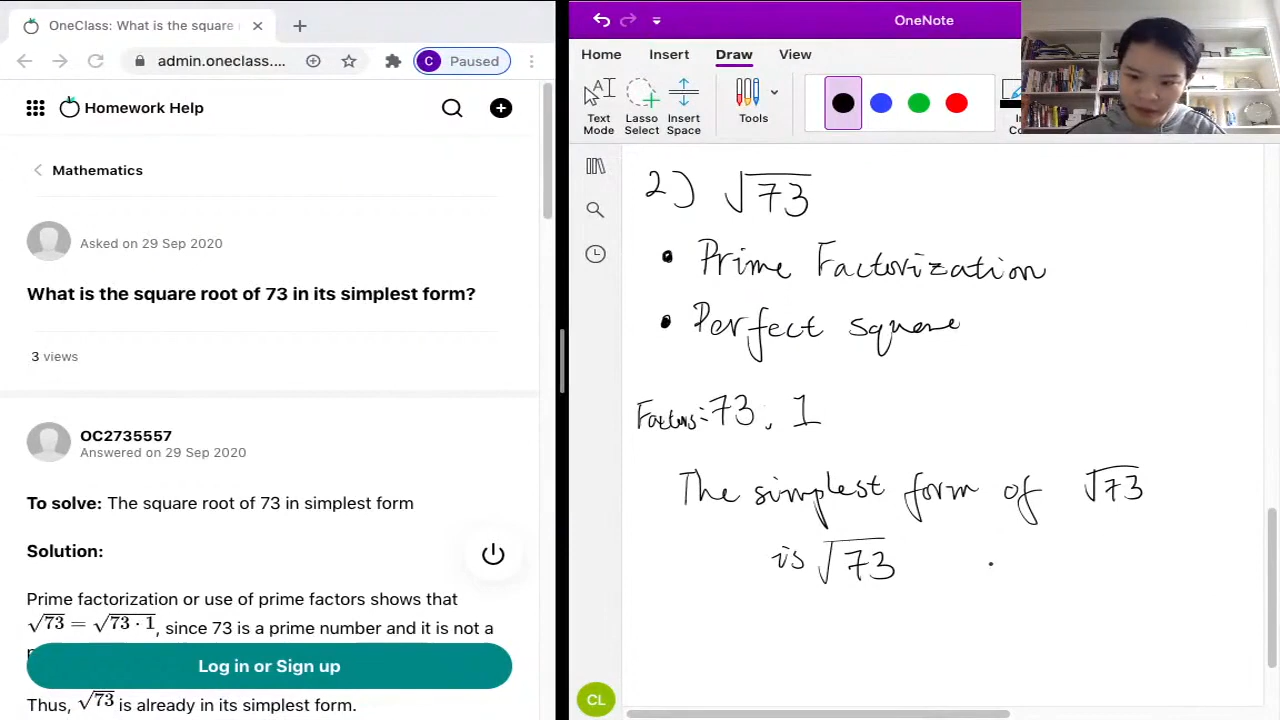 OneClass: What is the square
admin.oneclass....
C Paused
Homework Help
Mathematics
Asked on 29 Sep 2020
What is the square root of 73 in its simplest form?
3 views
OC2735557
Answered on 29 Sep 2020
To solve: The square root of 73 in simplest form
Solution:
Prime factorization or use of prime factors shows that
√73 = √73 · 1, since 73 is a prime number and it is not a
Log in or Sign up
Thus, √73 is already in its simplest form.
OneNote
Home Insert Draw View
Text Mode
Lasso Select
Insert Space
Tools
2) √73
• Prime Factorization
• Perfect square
Factors: 73, 1
The simplest form of √73
is √73
CL